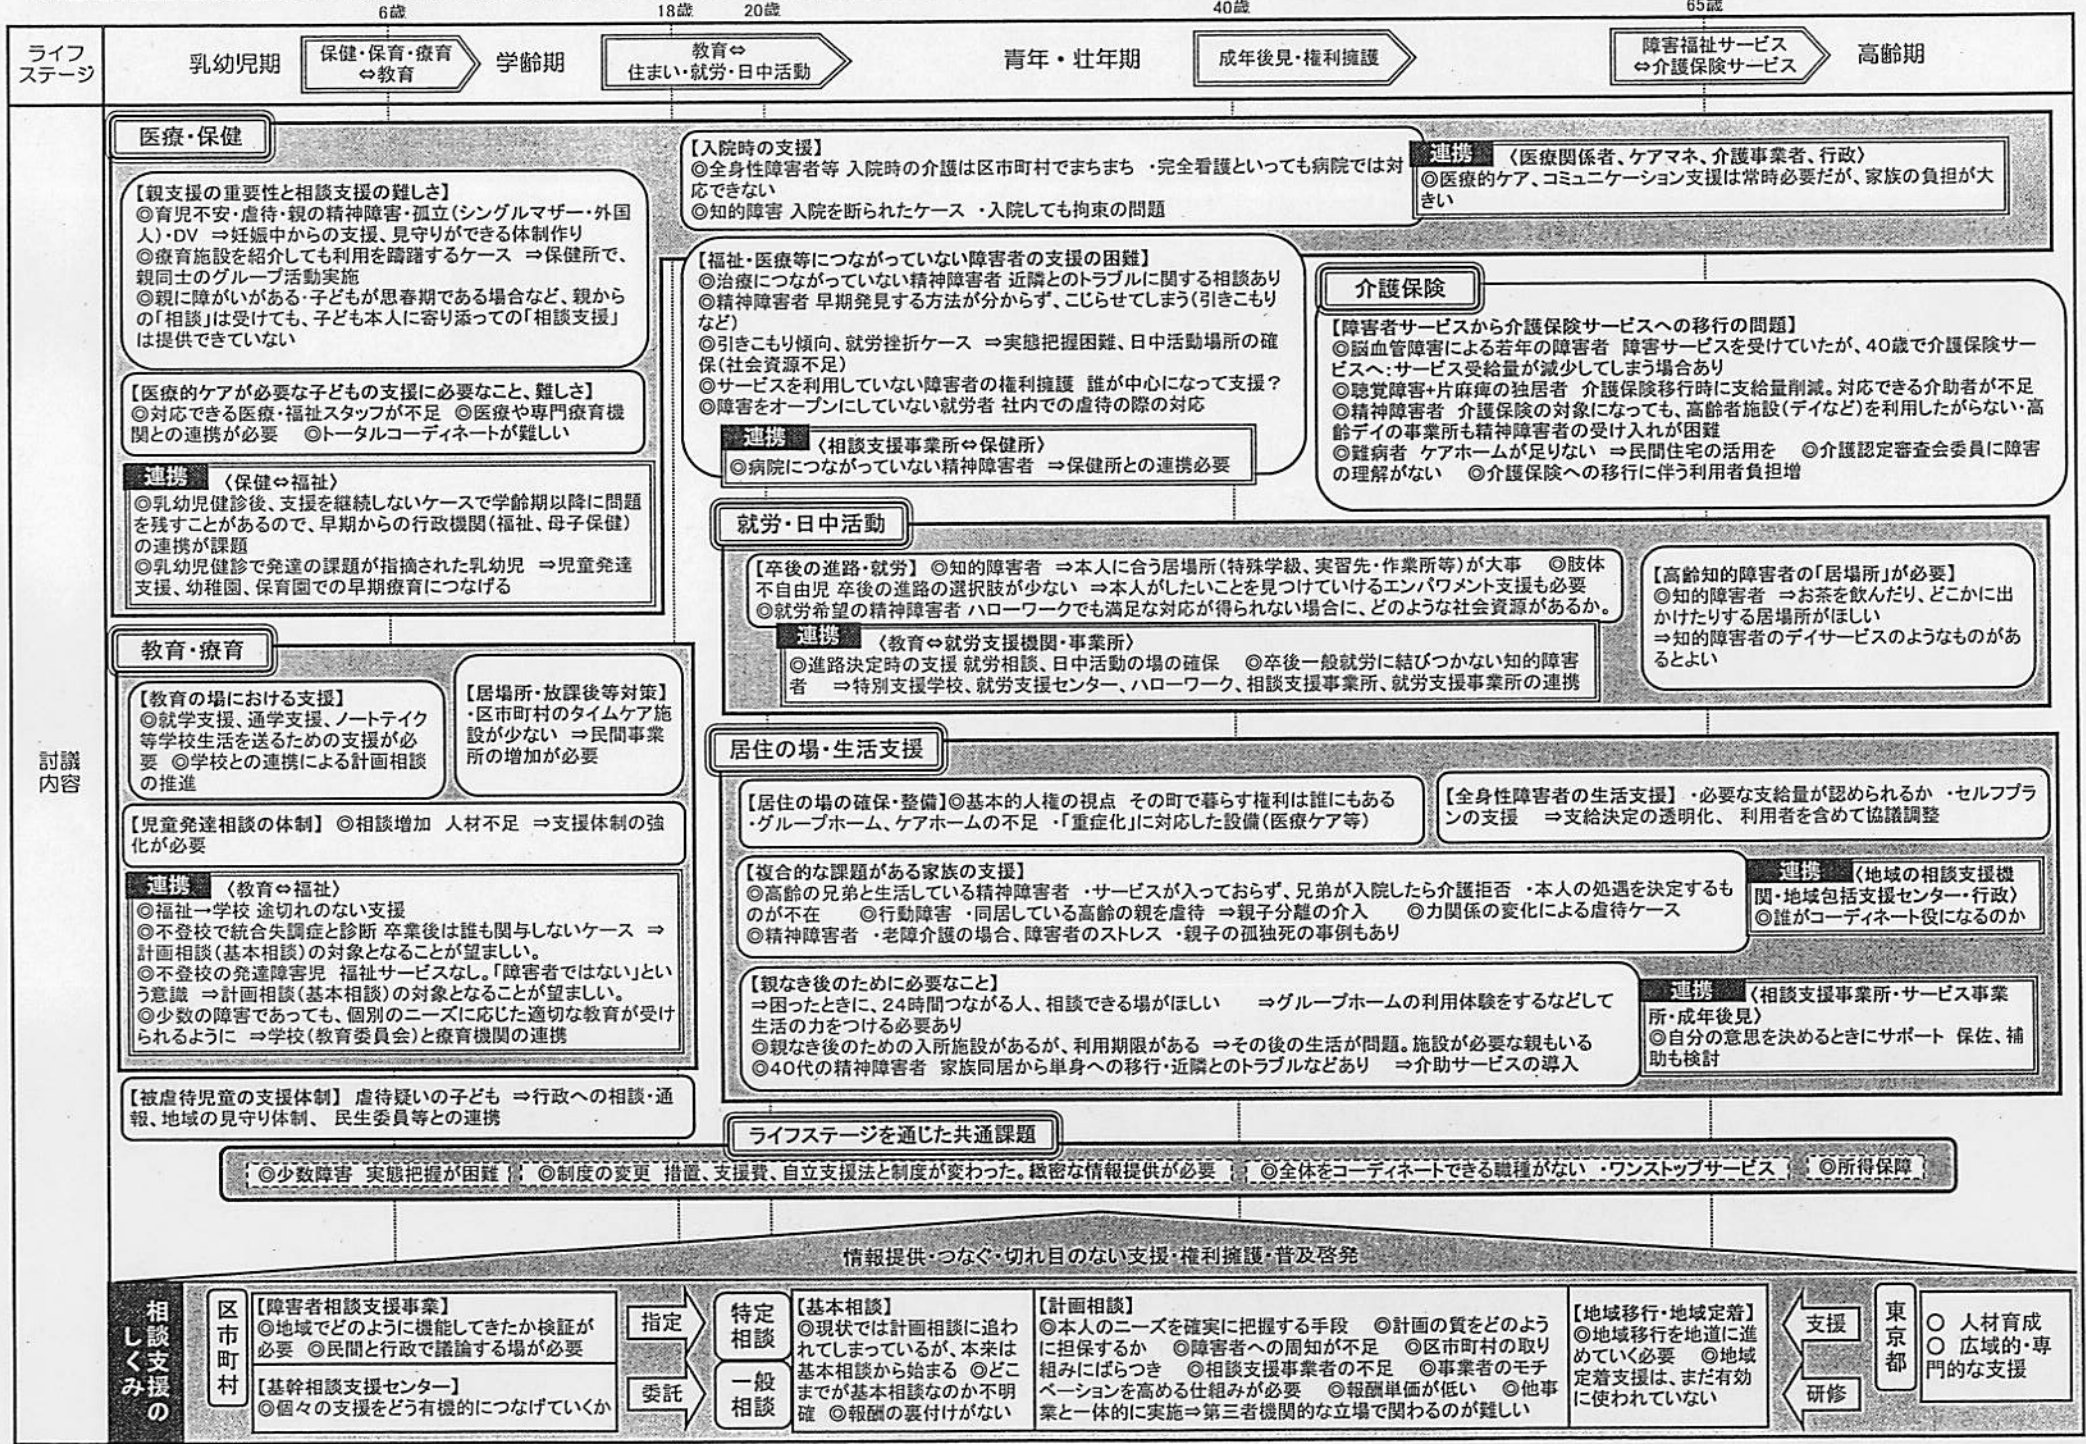 6歳
18歳
20歳
40歳
65歳
ライフ
ステージ
乳幼児期
保健・保育・療育
⇔教育
学齢期
教育⇔
住まい・就労・日中活動
青年・壮年期
成年後見・権利擁護
障害福祉サービス
⇔介護保険サービス
高齢期
討議
内容
医療・保健
【親支援の重要性と相談支援の難しさ】
◎育児不安・虐待・親の精神障害・孤立(シングルマザー・外国
人)・DV ⇒妊娠中からの支援、見守りができる体制作り
◎療育施設を紹介しても利用を躊躇するケース ⇒保健所で、
親同士のグループ活動実施
◎親に障がいがある・子どもが思春期である場合など、親から
の「相談」は受けても、子ども本人に寄り添っての「相談支援」
は提供できていない
【医療的ケアが必要な子どもの支援に必要なこと、難しさ】
◎対応できる医療・福祉スタッフが不足 ◎医療や専門療育機
関との連携が必要 ◎トータルコーディネートが難しい
連携 〈保健⇔福祉〉
◎乳幼児健診後、支援を継続しないケースで学齢期以降に問題
を残すことがあるので、早期からの行政機関(福祉、母子保健)
の連携が課題
◎乳幼児健診で発達の課題が指摘された乳幼児 ⇒児童発達
支援、幼稚園、保育園での早期療育につなげる
【入院時の支援】
◎全身性障害者等 入院時の介護は区市町村でまちまち ・完全看護といっても病院では対
応できない
◎知的障害 入院を断られたケース ・入院しても拘束の問題
連携 〈医療関係者、ケアマネ、介護事業者、行政〉
◎医療的ケア、コミュニケーション支援は常時必要だが、家族の負担が大
きい
【福祉・医療等につながっていない障害者の支援の困難】
◎治療につながっていない精神障害者 近隣とのトラブルに関する相談あり
◎精神障害者 早期発見する方法が分からず、こじらせてしまう(引きこもり
など)
◎引きこもり傾向、就労挫折ケース ⇒実態把握困難、日中活動場所の確
保(社会資源不足)
◎サービスを利用していない障害者の権利擁護 誰が中心になって支援?
◎障害をオープンにしていない就労者 社内での虐待の際の対応
連携 〈相談支援事業所⇔保健所〉
◎病院につながっていない精神障害者 ⇒保健所との連携必要
介護保険
【障害者サービスから介護保険サービスへの移行の問題】
◎脳血管障害による若年の障害者 障害サービスを受けていたが、40歳で介護保険サー
ビスへ:サービス受給量が減少してしまう場合あり
◎聴覚障害+片麻痺の独居者 介護保険移行時に支給量削減。対応できる介助者が不足
◎精神障害者 介護保険の対象になっても、高齢者施設(デイなど)を利用したがらない・高
齢デイの事業所も精神障害者の受け入れが困難
◎難病者 ケアホームが足りない ⇒民間住宅の活用を ◎介護認定審査会委員に障害
の理解がない ◎介護保険への移行に伴う利用者負担増
就労・日中活動
【卒後の進路・就労】 ◎知的障害者 ⇒本人に合う居場所(特殊学級、実習先・作業所等)が大事 ◎肢体
不自由児 卒後の進路の選択肢が少ない ⇒本人がしたいことを見つけていけるエンパワメント支援も必要
◎就労希望の精神障害者 ハローワークでも満足な対応が得られない場合に、どのような社会資源があるか。
連携 〈教育⇔就労支援機関・事業所〉
◎進路決定時の支援 就労相談、日中活動の場の確保 ◎卒後一般就労に結びつかない知的障害
者 ⇒特別支援学校、就労支援センター、ハローワーク、相談支援事業所、就労支援事業所の連携
【高齢知的障害者の「居場所」が必要】
◎知的障害者 ⇒お茶を飲んだり、どこかに出
かけたりする居場所がほしい
⇒知的障害者のデイサービスのようなものがあ
るとよい
教育・療育
【教育の場における支援】
◎就学支援、通学支援、ノートテイク
等学校生活を送るための支援が必
要 ◎学校との連携による計画相談
の推進
【居場所・放課後等対策】
・区市町村のタイムケア施
設が少ない ⇒民間事業
所の増加が必要
【児童発達相談の体制】 ◎相談増加 人材不足 ⇒支援体制の強
化が必要
連携 〈教育⇔福祉〉
◎福祉→学校 途切れのない支援
◎不登校で統合失調症と診断 卒業後は誰も関与しないケース ⇒
計画相談(基本相談)の対象となることが望ましい。
◎不登校の発達障害児 福祉サービスなし。「障害者ではない」とい
う意識 ⇒計画相談(基本相談)の対象となることが望ましい。
◎少数の障害であっても、個別のニーズに応じた適切な教育が受け
られるように ⇒学校(教育委員会)と療育機関の連携
【被虐待児童の支援体制】 虐待疑いの子ども ⇒行政への相談・通
報、地域の見守り体制、 民生委員等との連携
居住の場・生活支援
【居住の場の確保・整備】◎基本的人権の視点 その町で暮らす権利は誰にもある
・グループホーム、ケアホームの不足 ・「重症化」に対応した設備(医療ケア等)
【全身性障害者の生活支援】 ・必要な支給量が認められるか ・セルフプラ
ンの支援 ⇒支給決定の透明化、 利用者を含めて協議調整
【複合的な課題がある家族の支援】
◎高齢の兄弟と生活している精神障害者 ・サービスが入っておらず、兄弟が入院したら介護拒否 ・本人の処遇を決定するも
のが不在 ◎行動障害 ・同居している高齢の親を虐待 ⇒親子分離の介入 ◎力関係の変化による虐待ケース
◎精神障害者 ・老障介護の場合、障害者のストレス ・親子の孤独死の事例もあり
連携 〈地域の相談支援機
関・地域包括支援センター・行政〉
◎誰がコーディネート役になるのか
【親なき後のために必要なこと】
⇒困ったときに、24時間つながる人、相談できる場がほしい ⇒グループホームの利用体験をするなどして
生活の力をつける必要あり
◎親なき後のための入所施設があるが、利用期限がある ⇒その後の生活が問題。施設が必要な親もいる
◎40代の精神障害者 家族同居から単身への移行・近隣とのトラブルなどあり ⇒介助サービスの導入
連携 〈相談支援事業所・サービス事業
所・成年後見〉
◎自分の意思を決めるときにサポート 保佐、補
助も検討
ライフステージを通じた共通課題
◎少数障害 実態把握が困難
◎制度の変更 措置、支援費、自立支援法と制度が変わった。緻密な情報提供が必要
◎全体をコーディネートできる職種がない ・ワンストップサービス
◎所得保障
情報提供・つなぐ・切れ目のない支援・権利擁護・普及啓発
相談支援の
しくみ
区市町村
【障害者相談支援事業】
◎地域でどのように機能してきたか検証が
必要 ◎民間と行政で議論する場が必要
【基幹相談支援センター】
◎個々の支援をどう有機的につなげていくか
指定
委託
特定
相談
一般
相談
【基本相談】
◎現状では計画相談に追わ
れてしまっているが、本来は
基本相談から始まる ◎どこ
までが基本相談なのか不明
確 ◎報酬の裏付けがない
【計画相談】
◎本人のニーズを確実に把握する手段 ◎計画の質をどのよう
に担保するか ◎障害者への周知が不足 ◎区市町村の取り
組みにばらつき ◎相談支援事業者の不足 ◎事業者のモチ
ベーションを高める仕組みが必要 ◎報酬単価が低い ◎他事
業と一体的に実施⇒第三者機関的な立場で関わるのが難しい
【地域移行・地域定着】
◎地域移行を地道に進
めていく必要 ◎地域
定着支援は、まだ有効
に使われていない
支援
研修
東京都
○ 人材育成
○ 広域的・専
門的な支援